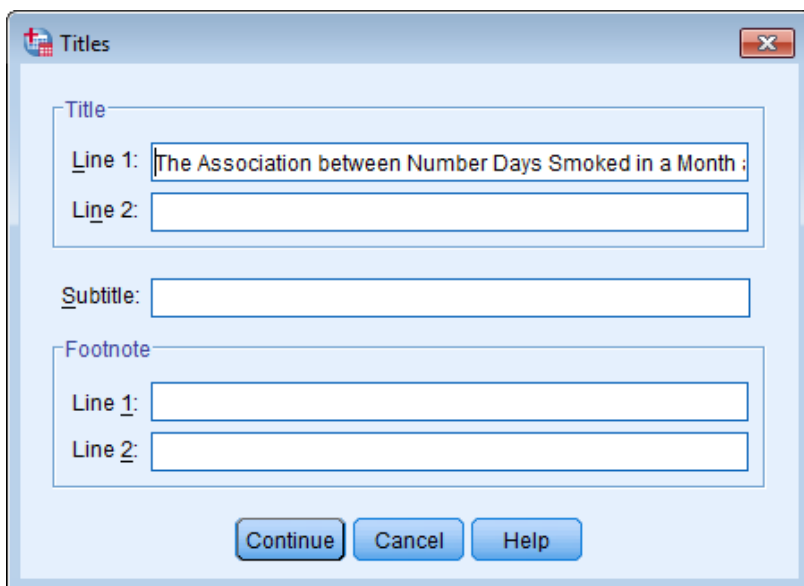 Titles
Title
Line 1: The Association between Number Days Smoked in a Month
Line 2:
Subtitle:
Footnote
Line 1:
Line 2:
Continue Cancel Help